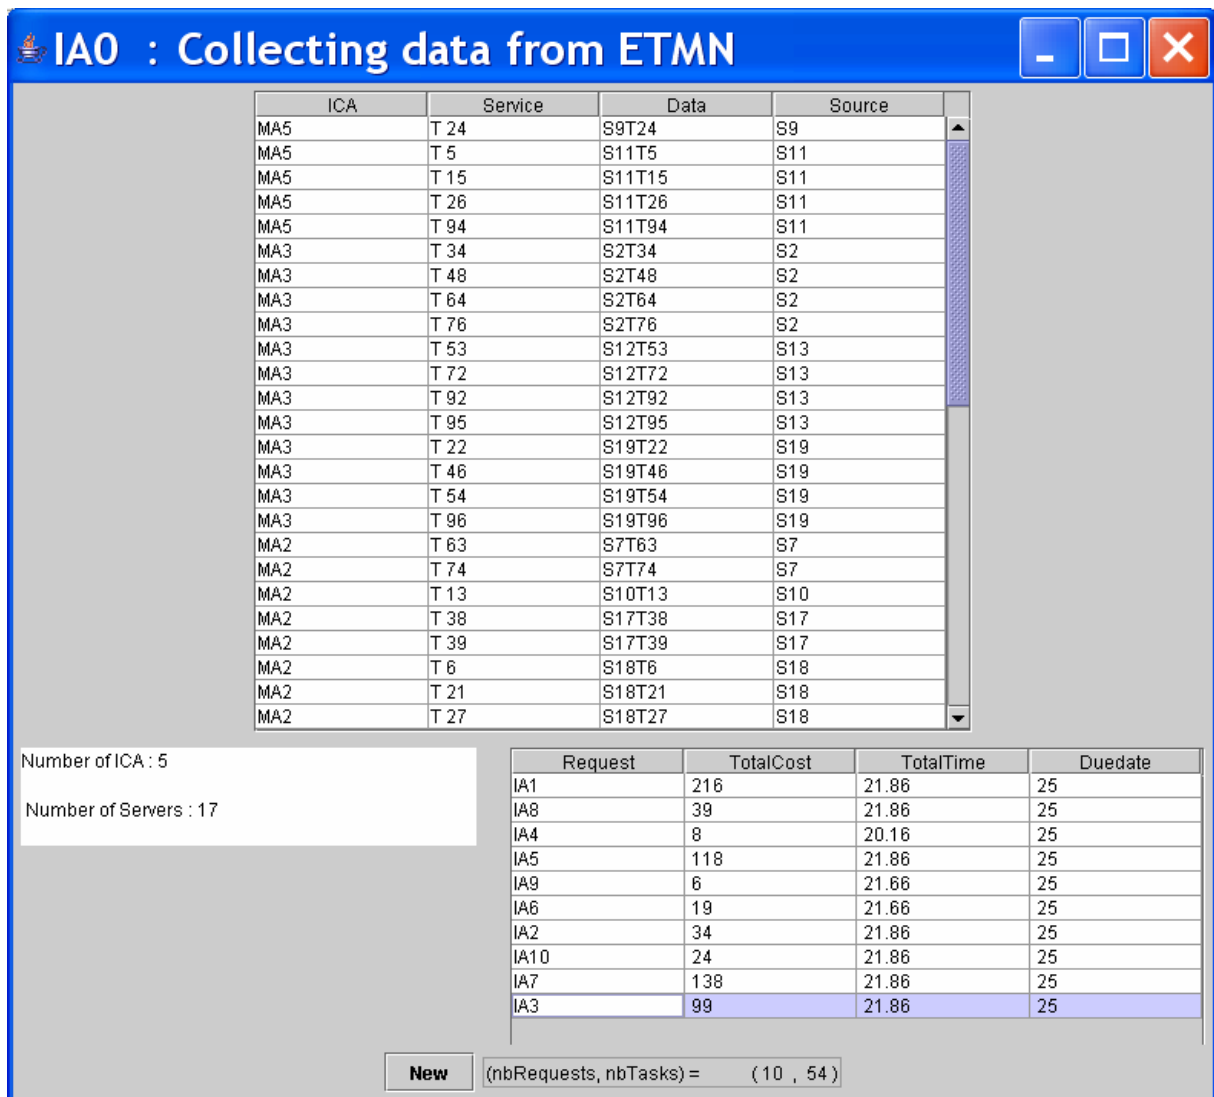 IA0 : Collecting data from ETMN
ICA Service Data Source
MA5 T 24 S9T24 S9
MA5 T 5 S11T5 S11
MA5 T 15 S11T15 S11
MA5 T 26 S11T26 S11
MA5 T 94 S11T94 S11
MA3 T 34 S2T34 S2
MA3 T 48 S2T48 S2
MA3 T 64 S2T64 S2
MA3 T 76 S2T76 S2
MA3 T 53 S12T53 S13
MA3 T 72 S12T72 S13
MA3 T 92 S12T92 S13
MA3 T 95 S12T95 S13
MA3 T 22 S19T22 S19
MA3 T 46 S19T46 S19
MA3 T 54 S19T54 S19
MA3 T 96 S19T96 S19
MA2 T 63 S7T63 S7
MA2 T 74 S7T74 S7
MA2 T 13 S10T13 S10
MA2 T 38 S17T38 S17
MA2 T 39 S17T39 S17
MA2 T 6 S18T6 S18
MA2 T 21 S18T21 S18
MA2 T 27 S18T27 S18
Number of ICA : 5
Number of Servers : 17
Request TotalCost TotalTime Duedate
IA1 216 21.86 25
IA8 39 21.86 25
IA4 8 20.16 25
IA5 118 21.86 25
IA9 6 21.66 25
IA6 19 21.66 25
IA2 34 21.86 25
IA10 24 21.86 25
IA7 138 21.86 25
IA3 99 21.86 25
New (nbRequests, nbTasks) = (10 , 54)